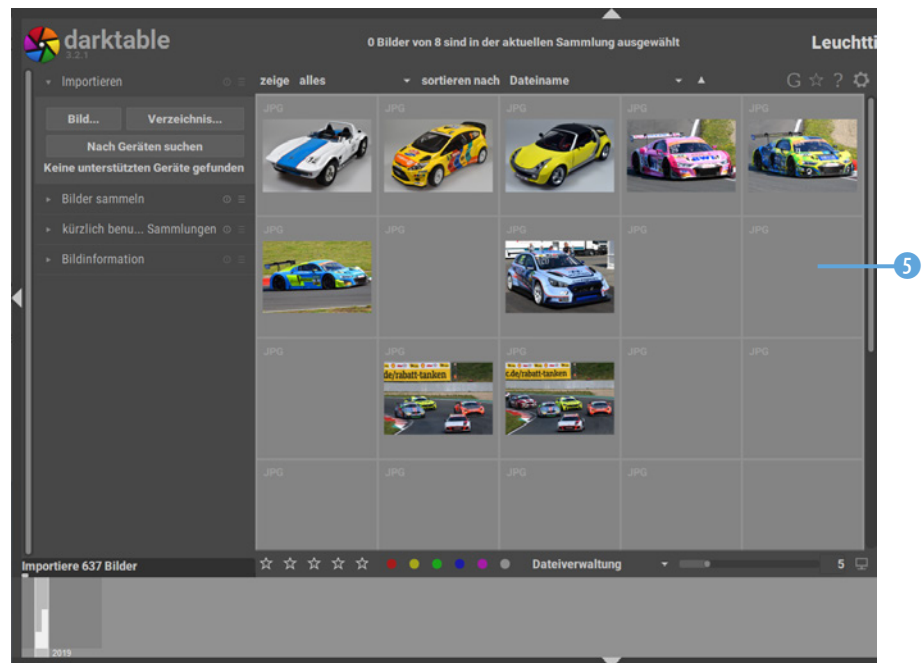 darktable
3.2.1
0 Bilder von 8 sind in der aktuellen Sammlung ausgewählt
Leuchtti
Importieren
zeige alles sortieren nach Dateiname
G ☆ ?
Bild... Verzeichnis...
Nach Geräten suchen
Keine unterstützten Geräte gefunden
Bilder sammeln
kürzlich benu... Sammlungen
Bildinformation
JPG JPG JPG JPG JPG
JPG JPG JPG JPG JPG
5
JPG JPG JPG JPG JPG
de/rabatt-tanken
c.de/rabatt-tanken
JPG JPG JPG JPG
Importiere 637 Bilder
Dateiverwaltung
5
2019